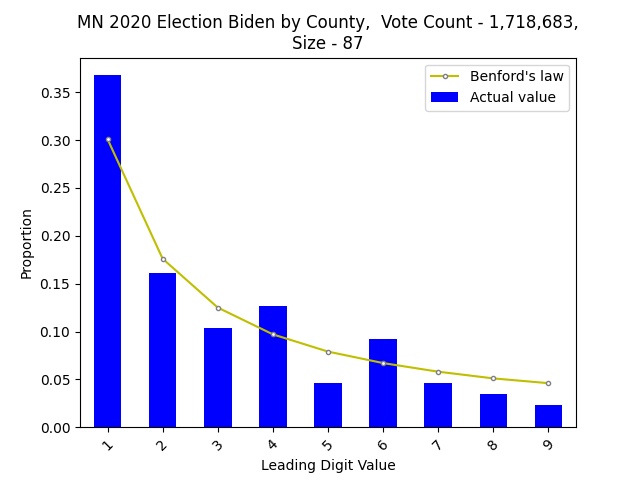 MN 2020 Election Biden by County,  Vote Count - 1,718,683,
Size - 87
Benford's law
Actual value
Proportion
0.35
0.30
0.25
0.20
0.15
0.10
0.05
0.00
1 2 3 4 5 6 7 8 9
Leading Digit Value